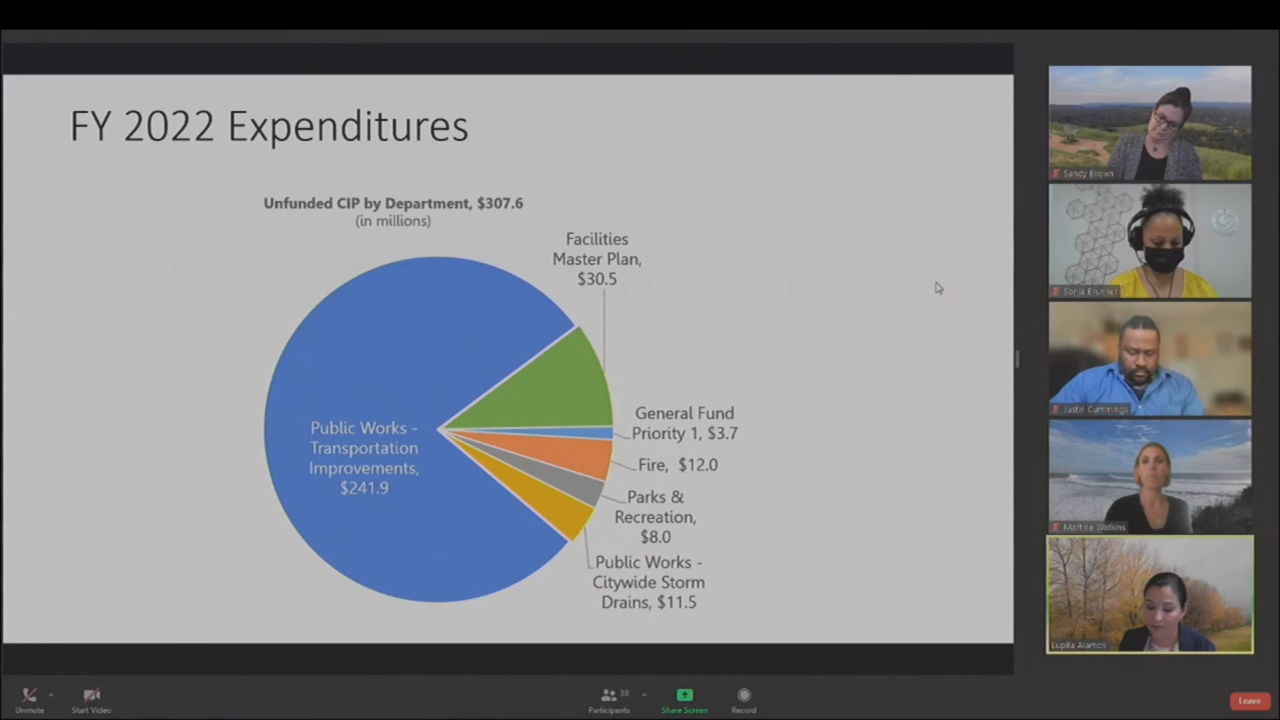 FY 2022 Expenditures
Unfunded CIP by Department, $307.6
(in millions)
Facilities
Master Plan,
$30.5
General Fund
Priority 1, $3.7
Fire, $12.0
Parks &
Recreation,
$8.0
Public Works -
Citywide Storm
Drains, $11.5
Public Works -
Transportation
Improvements,
$241.9
Sandy Brown
Sonja Brunner
Justin Cummings
Martine Watkins
Lupita Alamos
Unmute
Start Video
38
Participants
Share Screen
Record
Leave